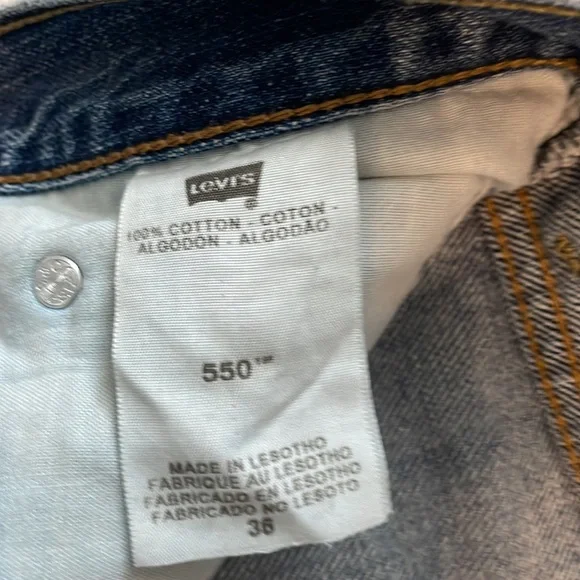 Levi's
®
100% COTTON - COTON -
ALGODON - ALGODÃO
550™
MADE IN LESOTHO
FABRIQUE AU LESOTHO
FABRICADO EN LESOTHO
FABRICADO NO LESOTO
36